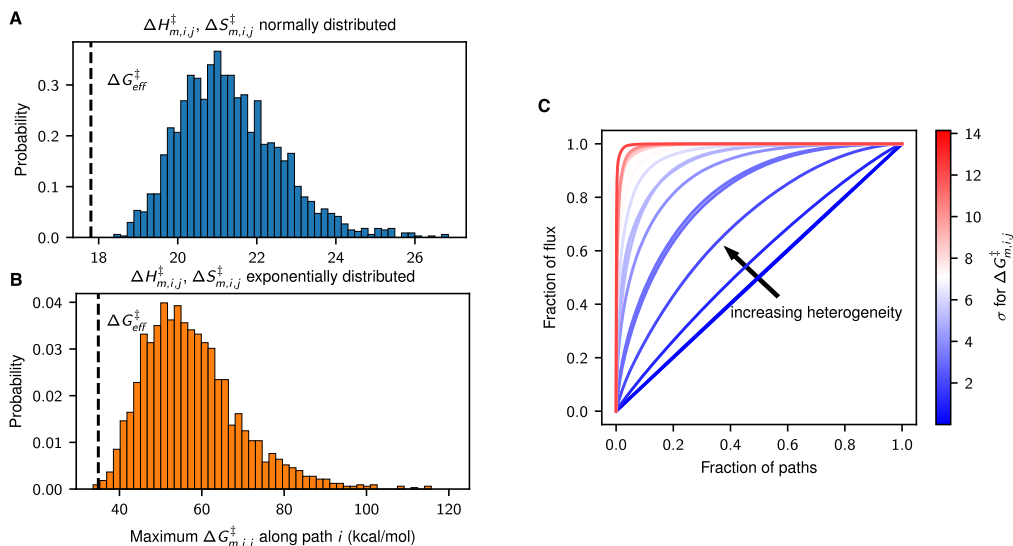 A
ΔH‡m,i,j, ΔS‡m,i,j normally distributed
ΔG‡eff
Probability
0.0
0.1
0.2
0.3
18 20 22 24 26
B
ΔH‡m,i,j, ΔS‡m,i,j exponentially distributed
ΔG‡eff
Probability
0.00
0.01
0.02
0.03
0.04
40 60 80 100 120
Maximum ΔG‡m,i,j along path i (kcal/mol)
C
Fraction of flux
1.0
0.8
0.6
0.4
0.2
0.0
increasing heterogeneity
0.0 0.2 0.4 0.6 0.8 1.0
Fraction of paths
14
12
10
8
6
4
2
σ for ΔG‡m,i,j